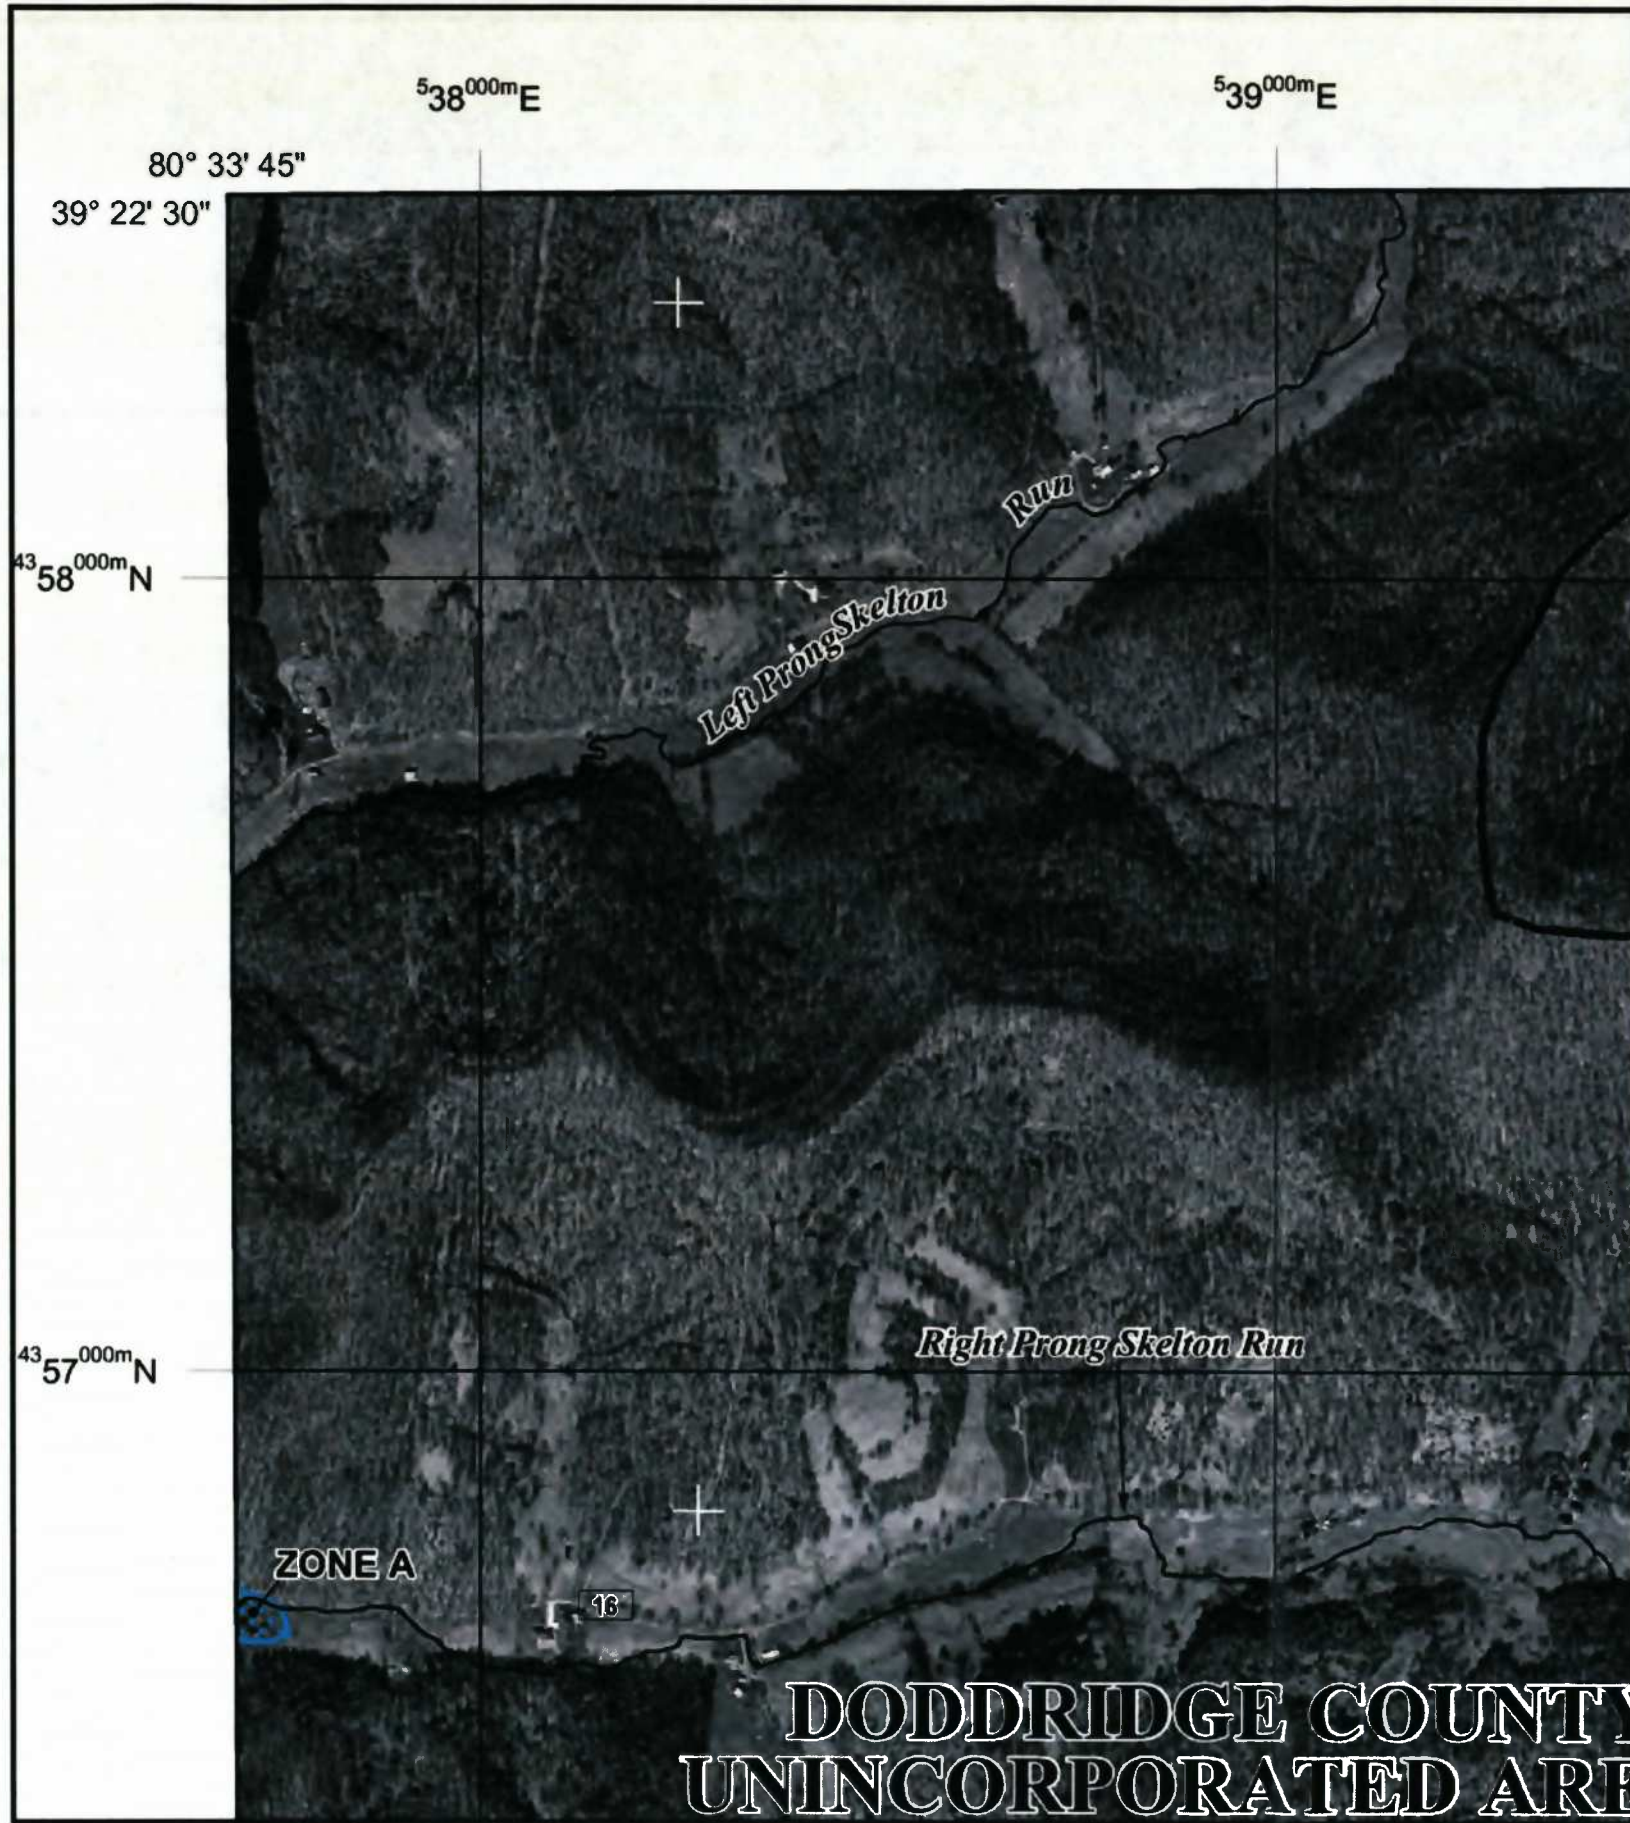 538000mE
539000mE
80° 33' 45"
39° 22' 30"
Run
4358000mN
Skelton
Left Prong
Right Prong Skelton Run
4357000mN
ZONE A
16
DODDRIDGE COUNTY
UNINCORPORATED ARE